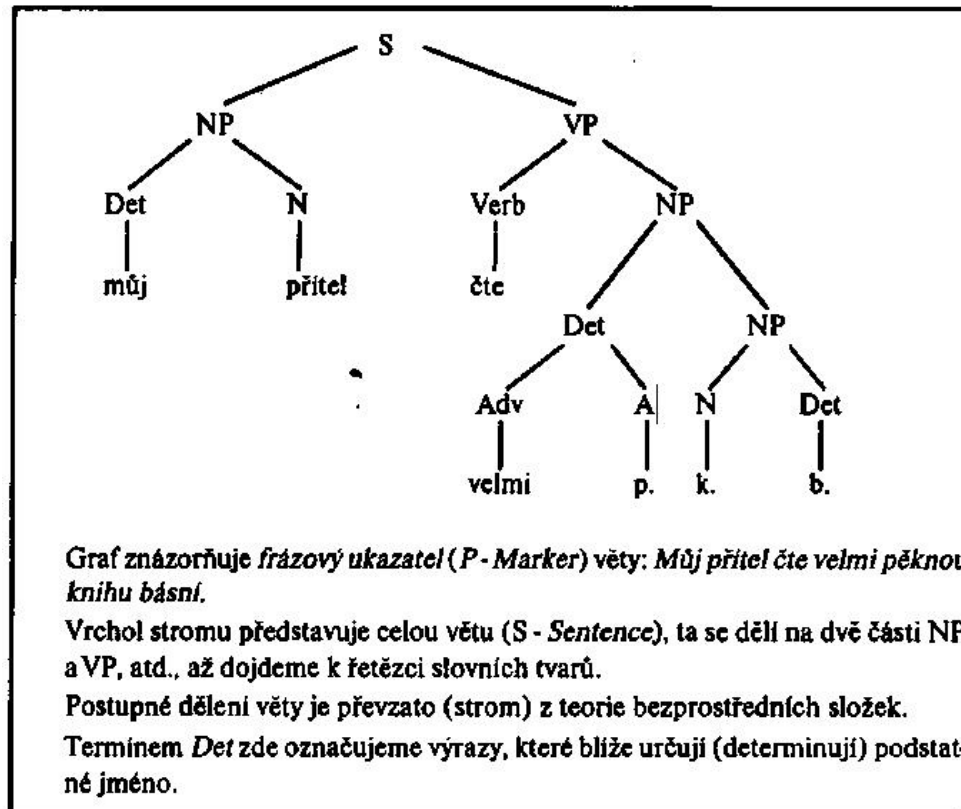 S
NP VP
Det N Verb NP
můj přítel čte
Det NP
Adv A N Det
velmi p. k. b.
Graf znázorňuje frázový ukazatel (P - Marker) věty: Můj přítel čte velmi pěknou
knihu básní.
Vrchol stromu představuje celou větu (S - Sentence), ta se dělí na dvě části NP
a VP, atd., až dojdeme k řetězci slovních tvarů.
Postupné dělení věty je převzato (strom) z teorie bezprostředních složek.
Termínem Det zde označujeme výrazy, které blíže určují (determinují) podstat-
né jméno.